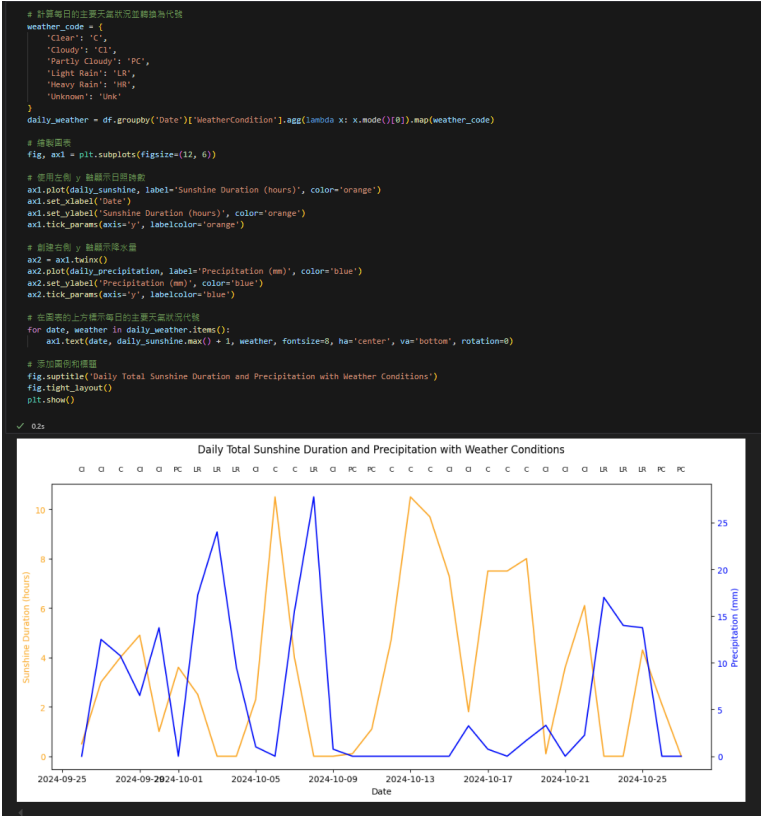 # 計算每日的主要天氣狀況並轉換為代號
weather_code = {
    'Clear': 'C',
    'Cloudy': 'Cl',
    'Partly Cloudy': 'PC',
    'Light Rain': 'LR',
    'Heavy Rain': 'HR',
    'Unknown': 'Unk'
}
daily_weather = df.groupby('Date')['WeatherCondition'].agg(lambda x: x.mode()[0]).map(weather_code)
# 繪製圖表
fig, ax1 = plt.subplots(figsize=(12, 6))
# 使用左側 y 軸顯示日照時數
ax1.plot(daily_sunshine, label='Sunshine Duration (hours)', color='orange')
ax1.set_xlabel('Date')
ax1.set_ylabel('Sunshine Duration (hours)', color='orange')
ax1.tick_params(axis='y', labelcolor='orange')
# 創建右側 y 軸顯示降水量
ax2 = ax1.twinx()
ax2.plot(daily_precipitation, label='Precipitation (mm)', color='blue')
ax2.set_ylabel('Precipitation (mm)', color='blue')
ax2.tick_params(axis='y', labelcolor='blue')
# 在圖表的上方標示每日的主要天氣狀況代號
for date, weather in daily_weather.items():
    ax1.text(date, daily_sunshine.max() + 1, weather, fontsize=8, ha='center', va='bottom', rotation=0)
# 添加圖例和標題
fig.suptitle('Daily Total Sunshine Duration and Precipitation with Weather Conditions')
fig.tight_layout()
plt.show()
0.2s
Daily Total Sunshine Duration and Precipitation with Weather Conditions
Cl Cl C Cl Cl PC LR LR LR Cl C C LR Cl PC PC C C C Cl Cl C C C Cl Cl Cl LR LR LR PC PC
10
8
6
4
2
0
Sunshine Duration (hours)
25
20
15
10
5
0
Precipitation (mm)
2024-09-25 2024-09-29 2024-10-01 2024-10-05 2024-10-09 2024-10-13 2024-10-17 2024-10-21 2024-10-25
Date